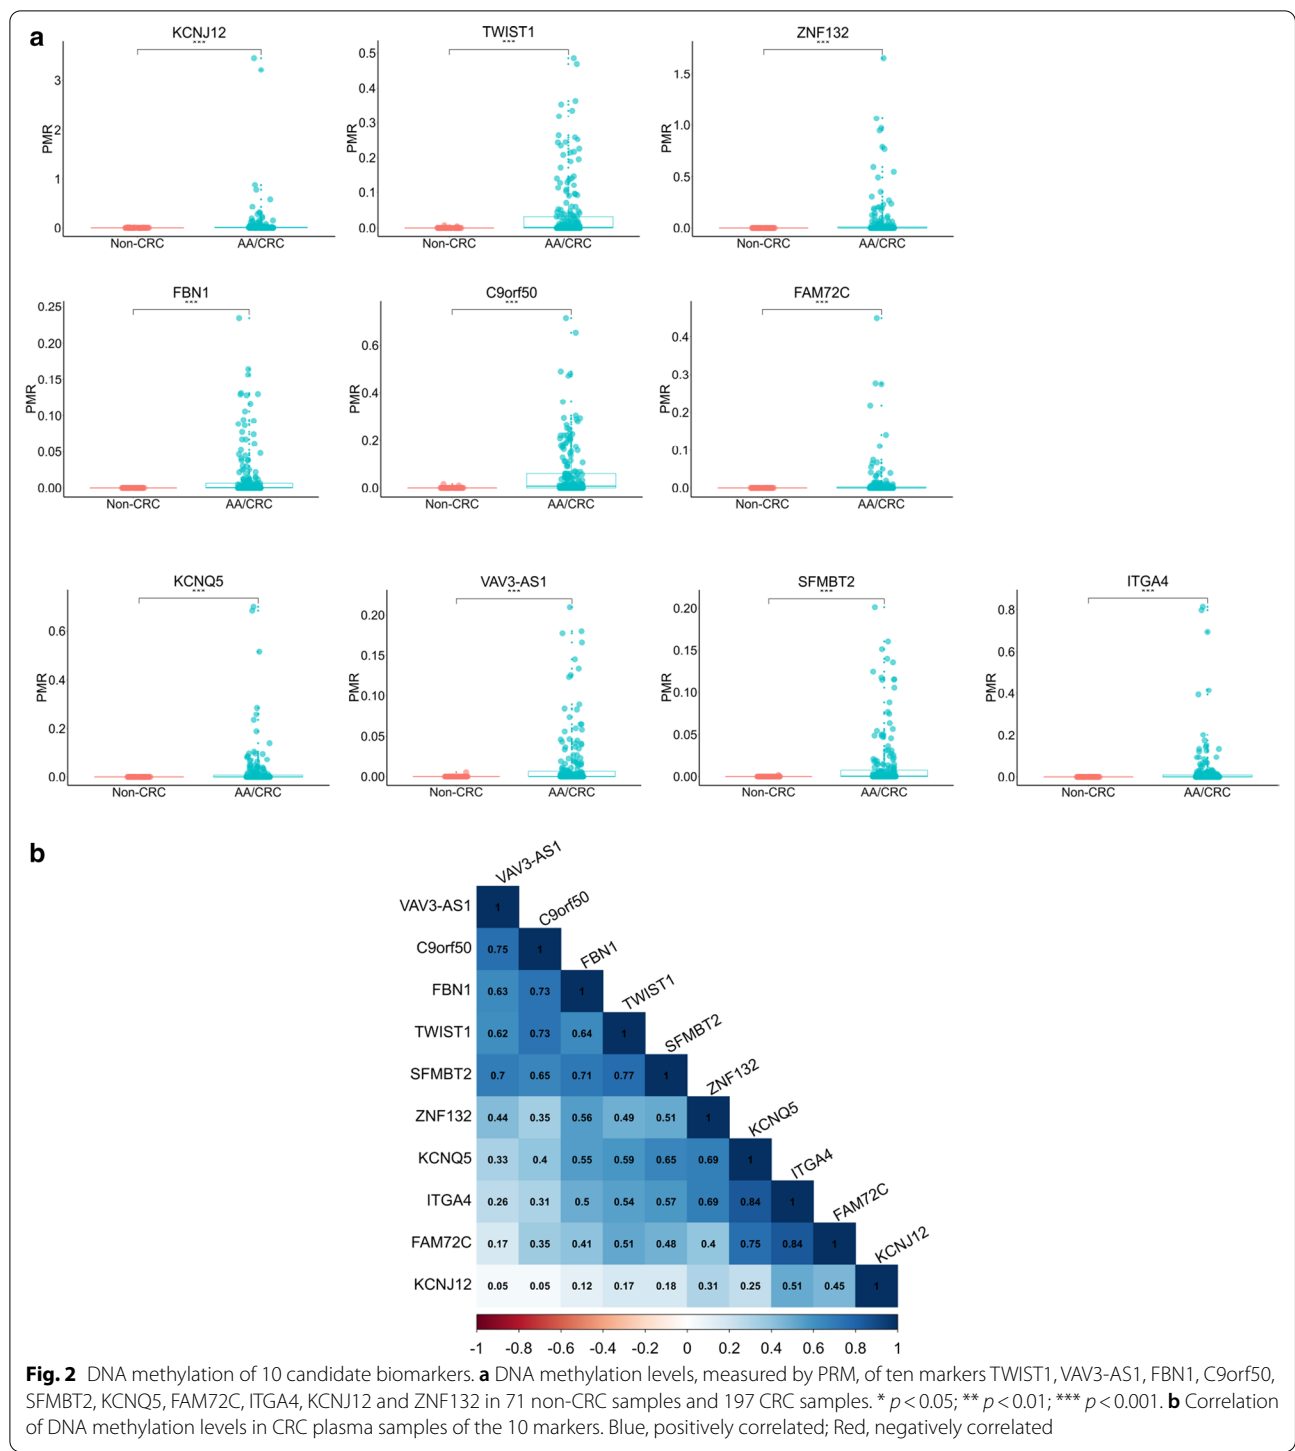 a
KCNJ12
***
PMR
3
2
1
0
Non-CRC AA/CRC
TWIST1
***
PMR
0.5
0.4
0.3
0.2
0.1
0.0
Non-CRC AA/CRC
ZNF132
***
PMR
1.5
1.0
0.5
0.0
Non-CRC AA/CRC
FBN1
***
PMR
0.25
0.20
0.15
0.10
0.05
0.00
Non-CRC AA/CRC
C9orf50
***
PMR
0.6
0.4
0.2
0.0
Non-CRC AA/CRC
FAM72C
***
PMR
0.4
0.3
0.2
0.1
0.0
Non-CRC AA/CRC
KCNQ5
***
PMR
0.6
0.4
0.2
0.0
Non-CRC AA/CRC
VAV3-AS1
***
PMR
0.20
0.15
0.10
0.05
0.00
Non-CRC AA/CRC
SFMBT2
***
PMR
0.20
0.15
0.10
0.05
0.00
Non-CRC AA/CRC
ITGA4
***
PMR
0.8
0.6
0.4
0.2
0.0
Non-CRC AA/CRC
b
VAV3-AS1
VAV3-AS1 1 C9orf50
C9orf50 0.75 1 FBN1
FBN1 0.63 0.73 1 TWIST1
TWIST1 0.62 0.73 0.64 1 SFMBT2
SFMBT2 0.7 0.65 0.71 0.77 1 ZNF132
ZNF132 0.44 0.35 0.56 0.49 0.51 1 KCNQ5
KCNQ5 0.33 0.4 0.55 0.59 0.65 0.69 1 ITGA4
ITGA4 0.26 0.31 0.5 0.54 0.57 0.69 0.84 1 FAM72C
FAM72C 0.17 0.35 0.41 0.51 0.48 0.4 0.75 0.84 1 KCNJ12
KCNJ12 0.05 0.05 0.12 0.17 0.18 0.31 0.25 0.51 0.45 1
-1 -0.8 -0.6 -0.4 -0.2 0 0.2 0.4 0.6 0.8 1
Fig. 2 DNA methylation of 10 candidate biomarkers. a DNA methylation levels, measured by PRM, of ten markers TWIST1, VAV3-AS1, FBN1, C9orf50,
SFMBT2, KCNQ5, FAM72C, ITGA4, KCNJ12 and ZNF132 in 71 non-CRC samples and 197 CRC samples. * p < 0.05; ** p < 0.01; *** p < 0.001. b Correlation
of DNA methylation levels in CRC plasma samples of the 10 markers. Blue, positively correlated; Red, negatively correlated